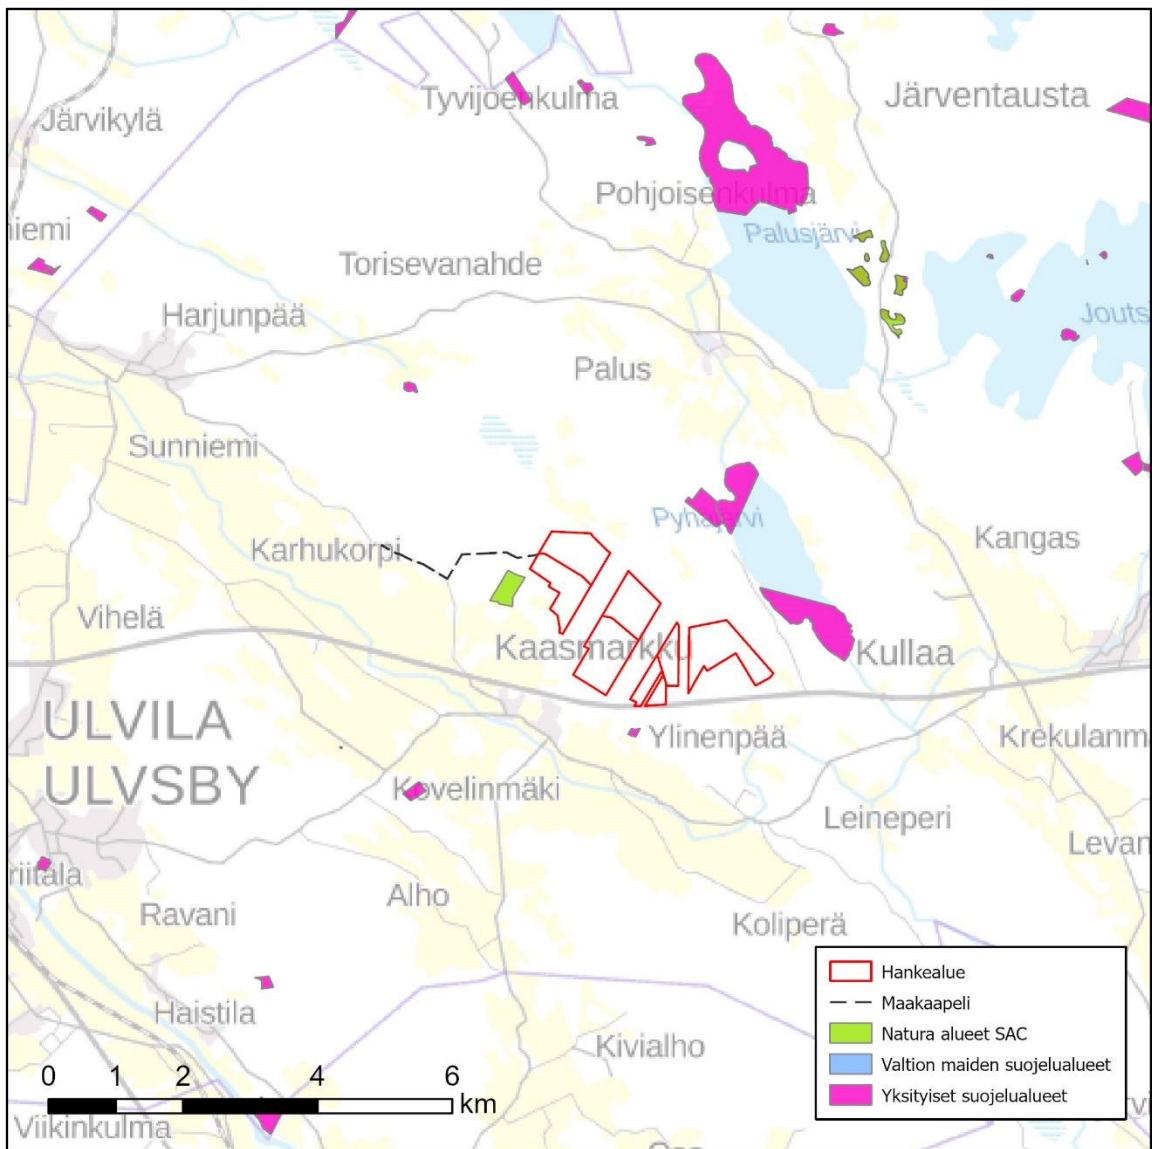 Tyvijoenkulma
Järventausta
Järvikylä
Pohjoisenkulma
niemi
Palusjärvi
Torisevanahde
Harjunpää
Jouts
Palus
Sunniemi
Pyhäjärvi
Karhukorpi
Kangas
Vihelä
Kaasmarkku
Kullaa
ULVILA
ULVSBY
Ylinenpää
Krekulanm
Kovelinmäki
Leineperi
Levan
riitala
Alho
Ravani
Koliperä
Haistila
Kivialho
0 1 2 4 6
km
Viikinkulma
Hankealue
Maakaapeli
Natura alueet SAC
Valtion maiden suojelualueet
Yksityiset suojelualueet